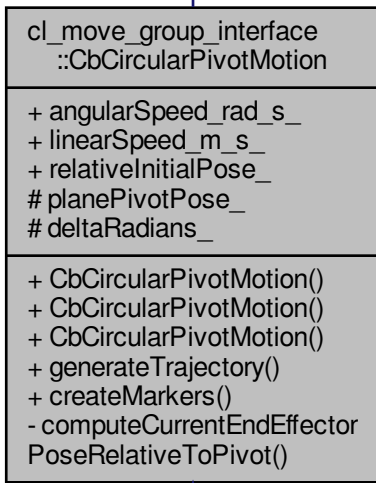 cl_move_group_interface
::CbCircularPivotMotion
+ angularSpeed_rad_s_
+ linearSpeed_m_s_
+ relativeInitialPose_
# planePivotPose_
# deltaRadians_
+ CbCircularPivotMotion()
+ CbCircularPivotMotion()
+ CbCircularPivotMotion()
+ generateTrajectory()
+ createMarkers()
- computeCurrentEndEffector
PoseRelativeToPivot()